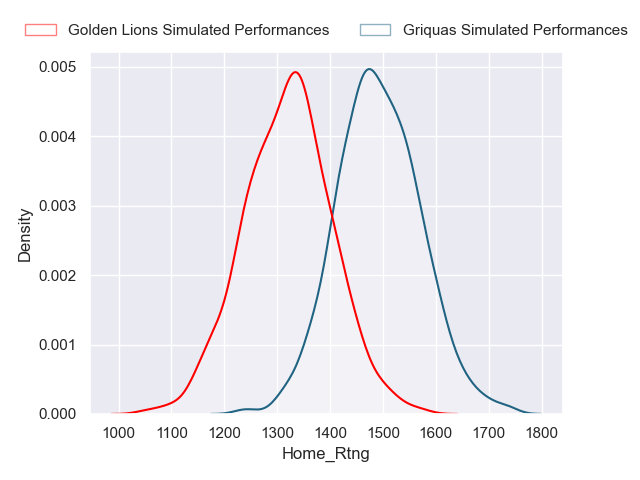 Golden Lions Simulated Performances Griquas Simulated Performances
0.005
0.004
0.003
0.002
0.001
0.000
Density
1000 1100 1200 1300 1400 1500 1600 1700 1800
Home_Rtng